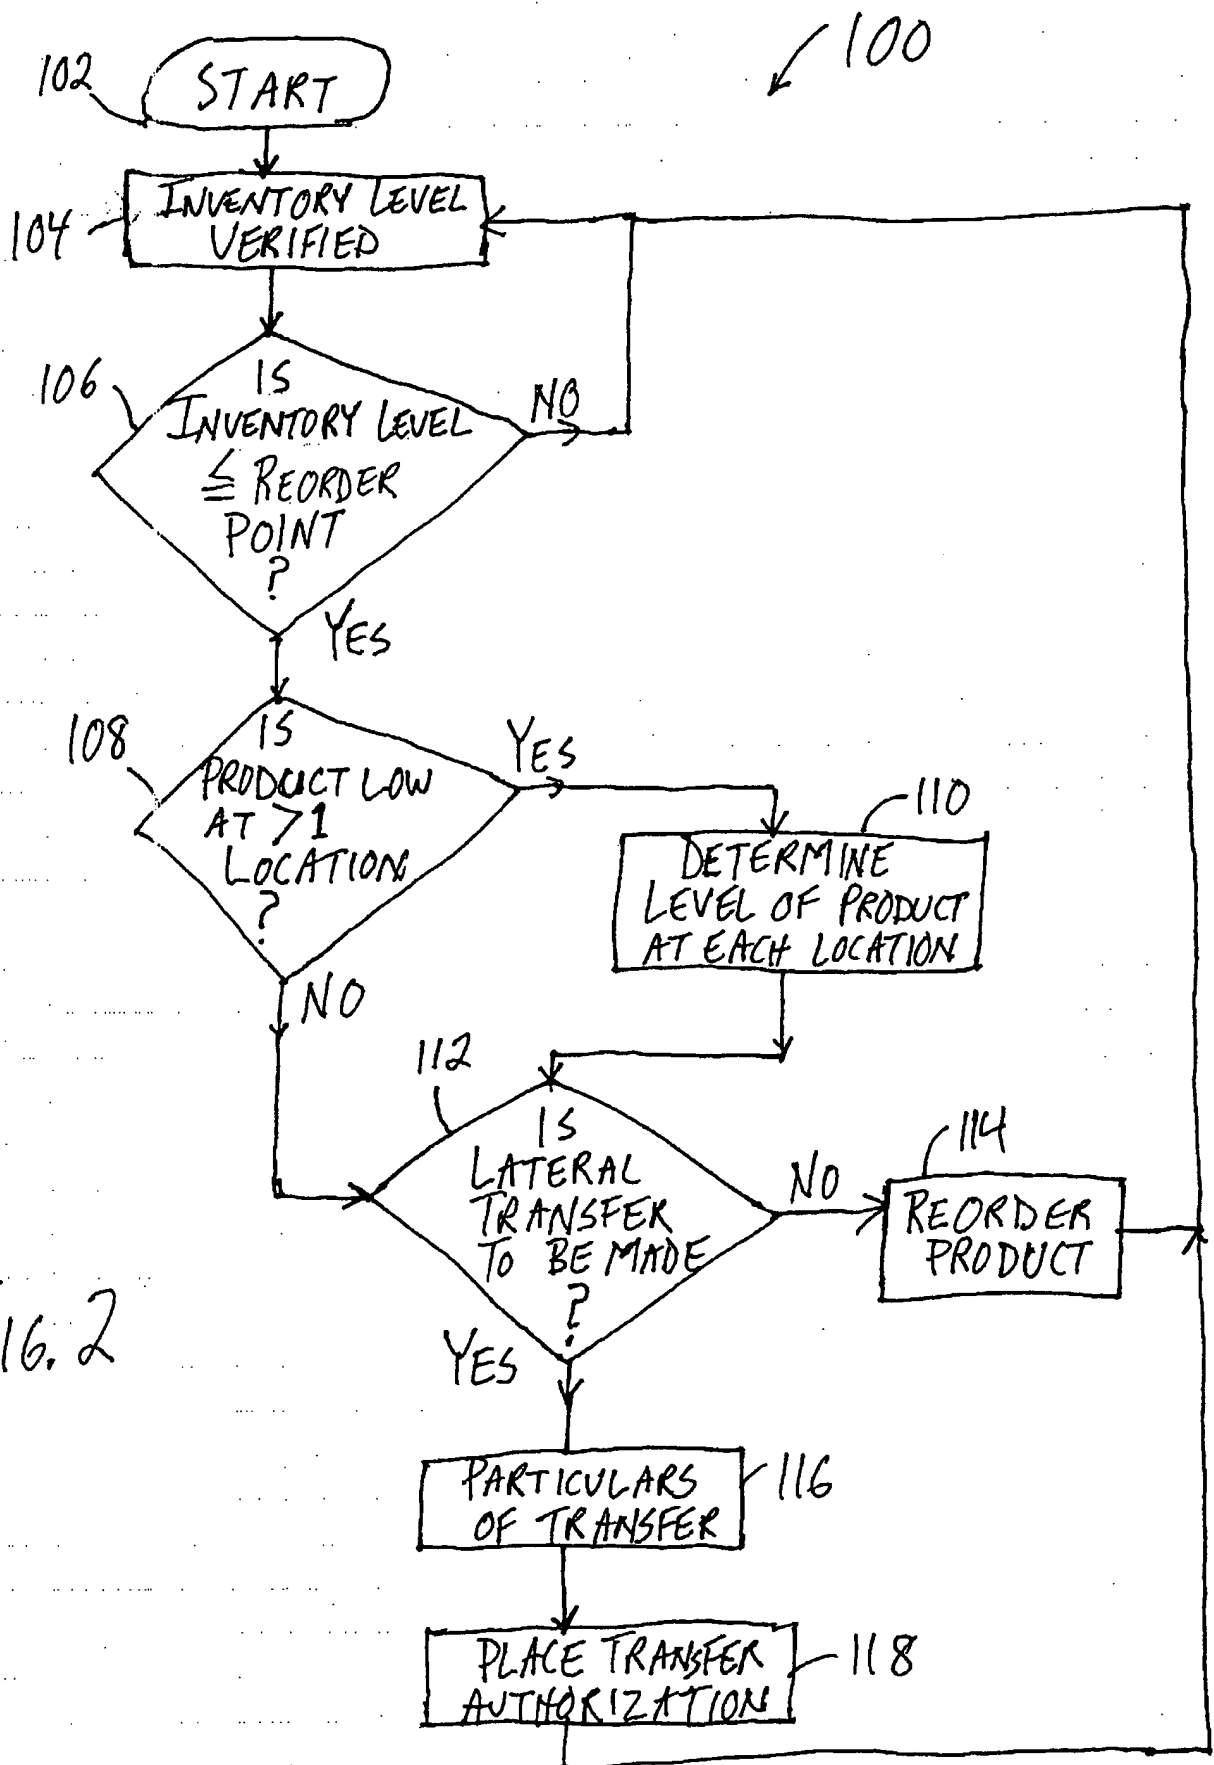 100
102
START
104
INVENTORY LEVEL
VERIFIED
106
IS
INVENTORY LEVEL
≦ REORDER
POINT
?
NO
YES
108
IS
PRODUCT LOW
AT >1
LOCATION
?
YES
NO
110
DETERMINE
LEVEL OF PRODUCT
AT EACH LOCATION
112
IS
LATERAL
TRANSFER
TO BE MADE
?
NO
YES
114
REORDER
PRODUCT
IG. 2
PARTICULARS
OF TRANSFER
116
PLACE TRANSFER
AUTHORIZATION
118